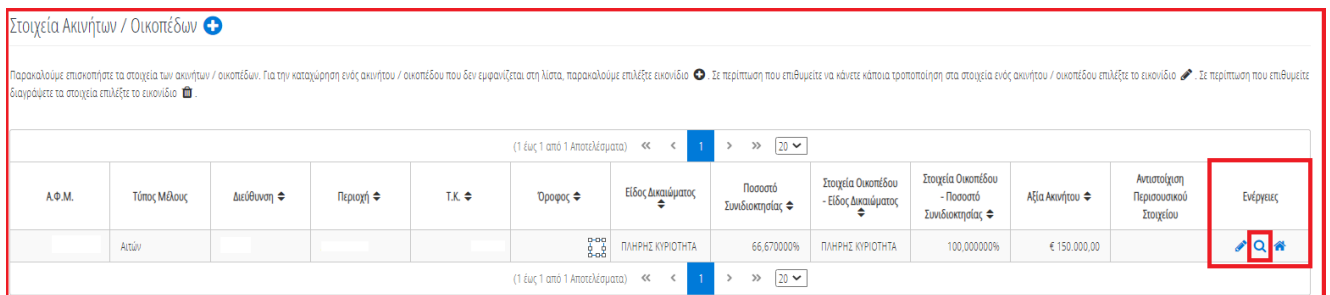 Στοιχεία Ακινήτων / Οικοπέδων
Παρακαλούμε επισκοπήστε τα στοιχεία των ακινήτων / οικοπέδων. Για την καταχώρηση ενός ακινήτου / οικοπέδου που δεν εμφανίζεται στη λίστα, παρακαλούμε επιλέξτε εικονίδιο . Σε περίπτωση που επιθυμείτε να κάνετε κάποια τροποποίηση στα στοιχεία ενός ακινήτου / οικοπέδου επιλέξτε το εικονίδιο . Σε περίπτωση που επιθυμείτε
διαγράψετε τα στοιχεία επιλέξτε το εικονίδιο .
(1 έως 1 από 1 Αποτελέσματα) « < 1 > » 20
Α.Φ.Μ. Τύπος Μέλους Διεύθυνση Περιοχή Τ.Κ. Όροφος Είδος Δικαιώματος Ποσοστό Συνιδιοκτησίας Στοιχεία Οικοπέδου - Είδος Δικαιώματος Στοιχεία Οικοπέδου - Ποσοστό Συνιδιοκτησίας Αξία Ακινήτου Αντιστοίχιση Περισουσικού Στοιχείου Ενέργειες
Αιτών ΠΛΗΡΗΣ ΚΥΡΙΟΤΗΤΑ 66,670000% ΠΛΗΡΗΣ ΚΥΡΙΟΤΗΤΑ 100,000000% € 150.000,00
(1 έως 1 από 1 Αποτελέσματα) « < 1 > » 20